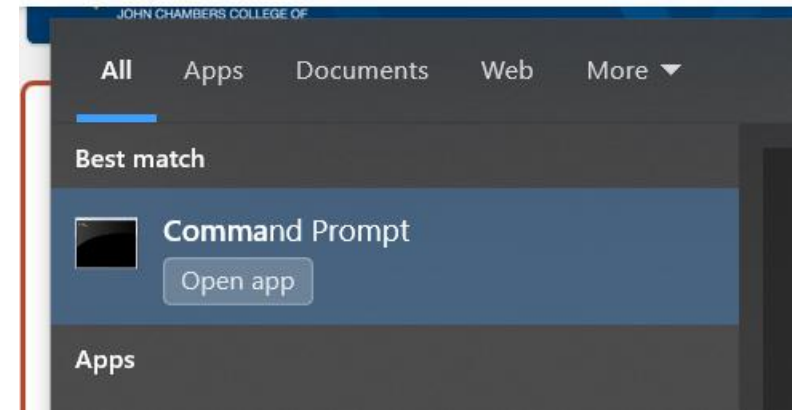 JOHN CHAMBERS COLLEGE OF
All Apps Documents Web More
Best match
Command Prompt
Open app
Apps